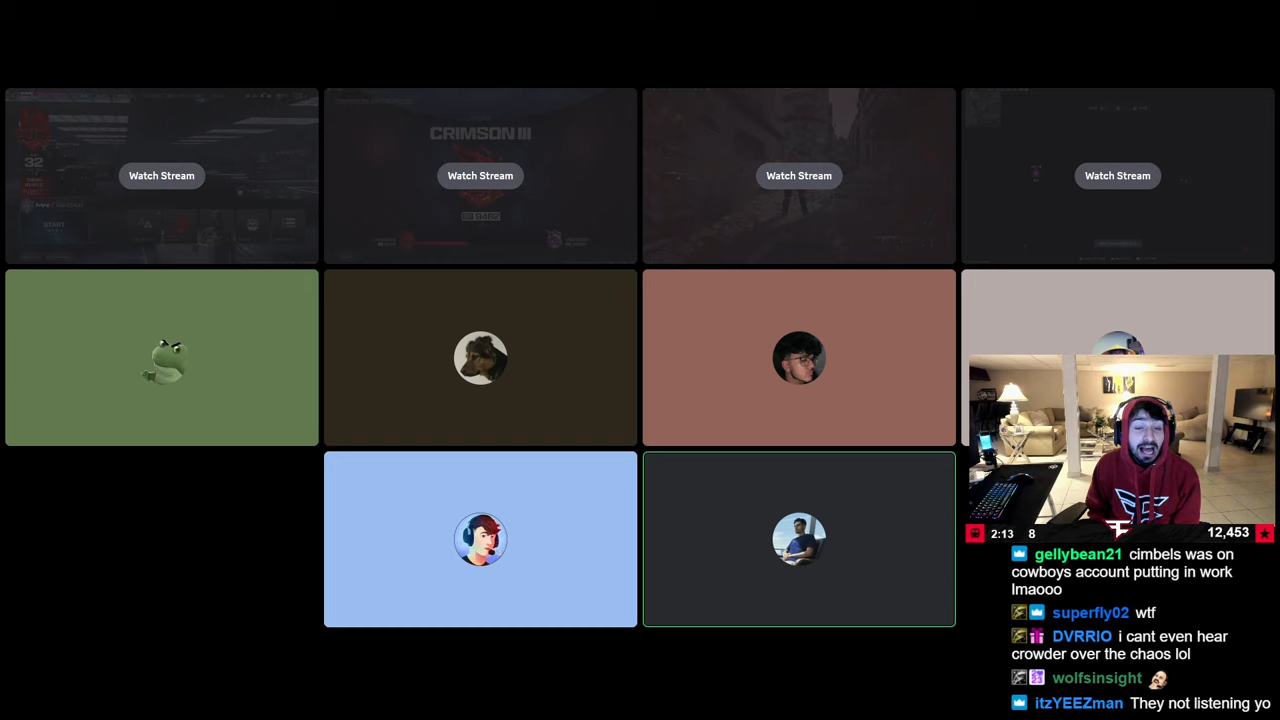 32
START
Watch Stream
CRIMSON III
Watch Stream
Watch Stream
Watch Stream
2:13 8 12,453
gellybean21 cimbels was on
cowboys account putting in work
lmaooo
superfly02 wtf
DVRRIO i cant even hear
crowder over the chaos lol
wolfsinsight
itzYEEZman They not listening yo